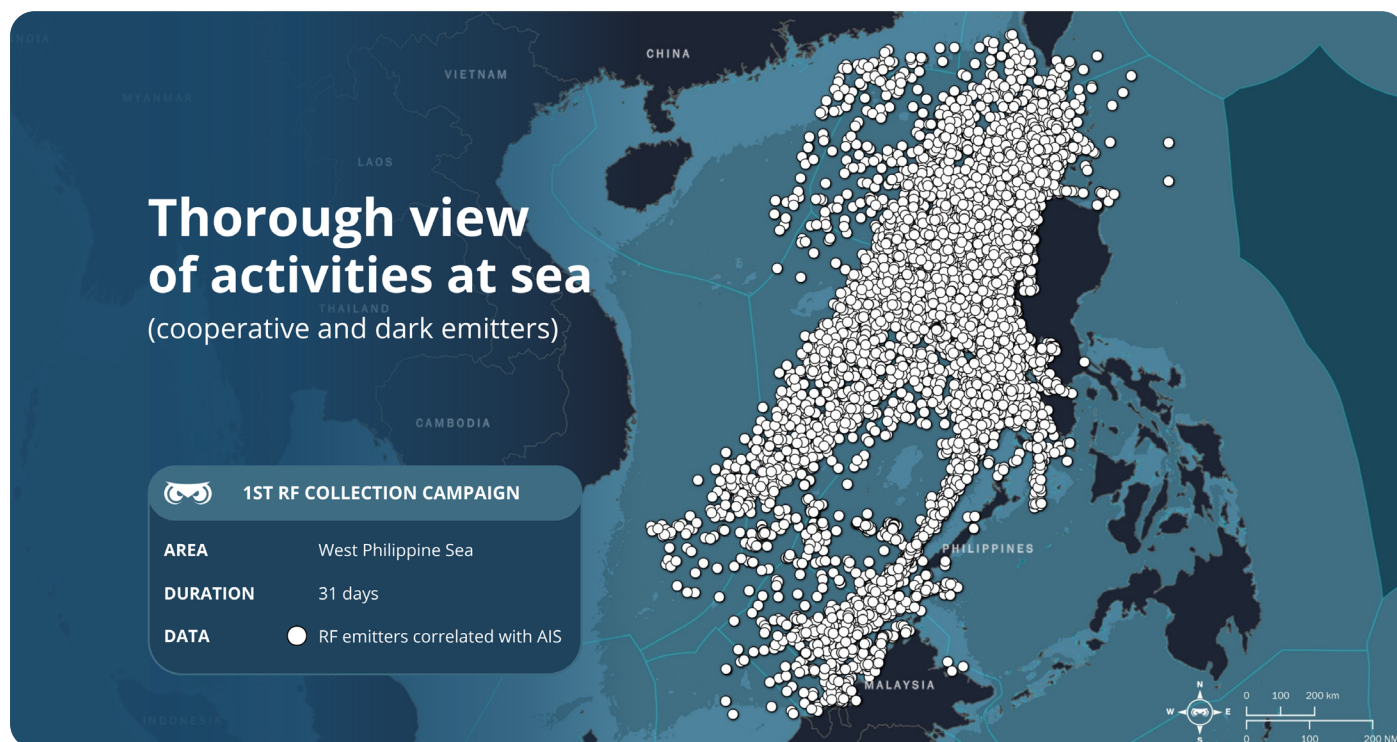 INDIA
CHINA
VIETNAM
MYANMAR
LAOS
Thorough view
of activities at sea
THAILAND
(cooperative and dark emitters)
CAMBODIA
1ST RF COLLECTION CAMPAIGN
AREA West Philippine Sea
DURATION 31 days
DATA RF emitters correlated with AIS
PHILIPPINES
MALAYSIA
INDONESIA
N
W E
S
0 100 200 km
0 100 200 NM